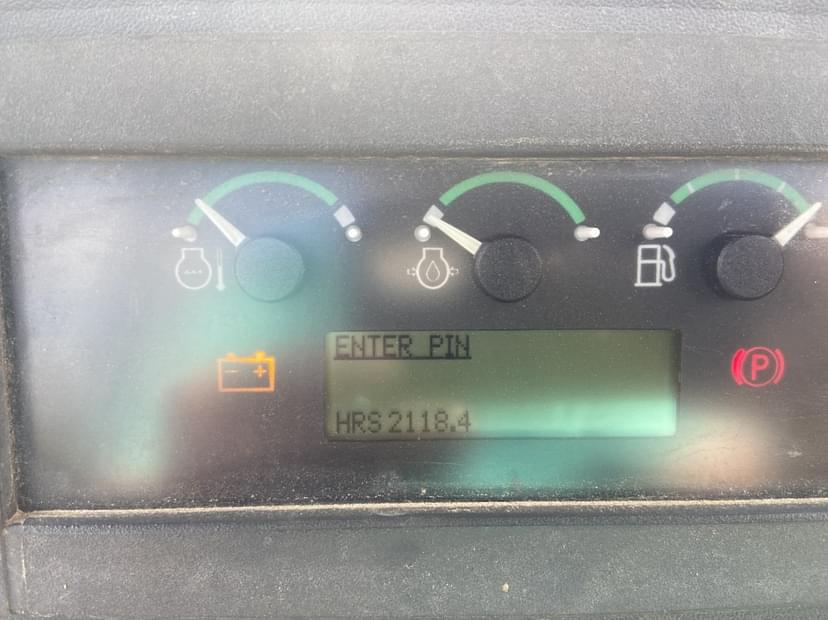 ENTER PIN
P
HRS 2118.4